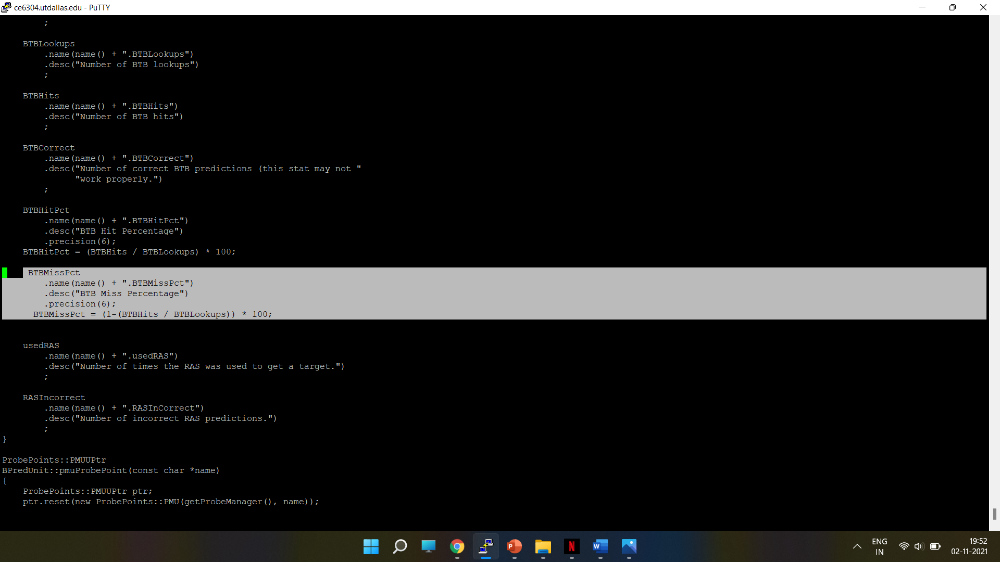 ce6304.utdallas.edu - PuTTY
        ;

    BTBLookups
        .name(name() + ".BTBLookups")
        .desc("Number of BTB lookups")
        ;

    BTBHits
        .name(name() + ".BTBHits")
        .desc("Number of BTB hits")
        ;

    BTBCorrect
        .name(name() + ".BTBCorrect")
        .desc("Number of correct BTB predictions (this stat may not "
              "work properly.")
        ;

    BTBHitPct
        .name(name() + ".BTBHitPct")
        .desc("BTB Hit Percentage")
        .precision(6);
    BTBHitPct = (BTBHits / BTBLookups) * 100;

     BTBMissPct
        .name(name() + ".BTBMissPct")
        .desc("BTB Miss Percentage")
        .precision(6);
      BTBMissPct = (1-(BTBHits / BTBLookups)) * 100;


    usedRAS
        .name(name() + ".usedRAS")
        .desc("Number of times the RAS was used to get a target.")
        ;

    RASIncorrect
        .name(name() + ".RASInCorrect")
        .desc("Number of incorrect RAS predictions.")
        ;
}

ProbePoints::PMUUPtr
BPredUnit::pmuProbePoint(const char *name)
{
    ProbePoints::PMUUPtr ptr;
    ptr.reset(new ProbePoints::PMU(getProbeManager(), name));
P
N
W
ENG
IN
19:52
02-11-2021